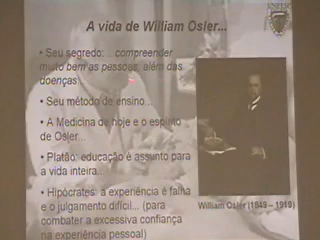 A vida de William Osler...
• Seu segredo: ...compreender
muito bem as pessoas, além das
doenças...
• Seu método de ensino...
• A Medicina de hoje e o espírito
de Osler...
• Platão: educação é assunto para
a vida inteira...
• Hipócrates: a experiência é falha
e o julgamento difícil... (para
combater a excessiva confiança
na experiência pessoal)
William Osler (1849 – 1919)